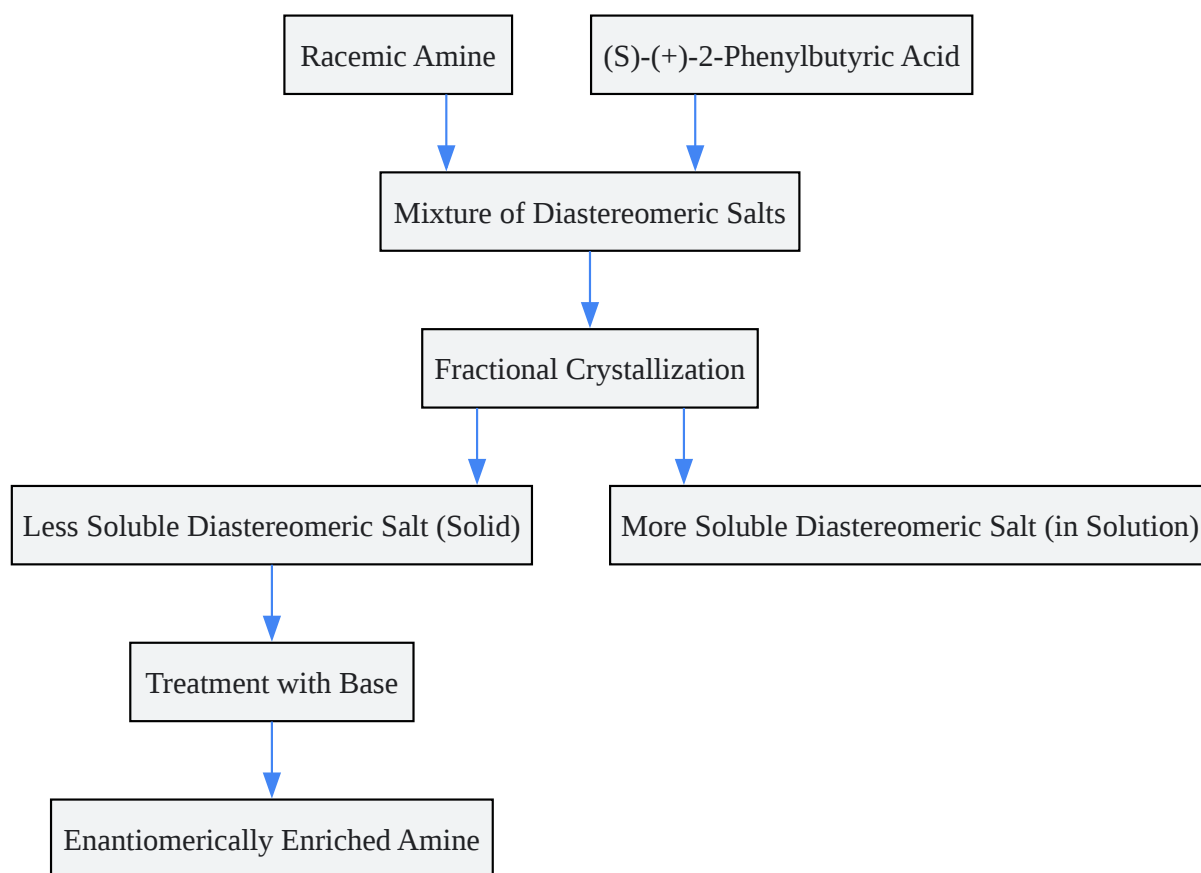 Racemic Amine
(S)-(+)-2-Phenylbutyric Acid
Mixture of Diastereomeric Salts
Fractional Crystallization
Less Soluble Diastereomeric Salt (Solid)
More Soluble Diastereomeric Salt (in Solution)
Treatment with Base
Enantiomerically Enriched Amine